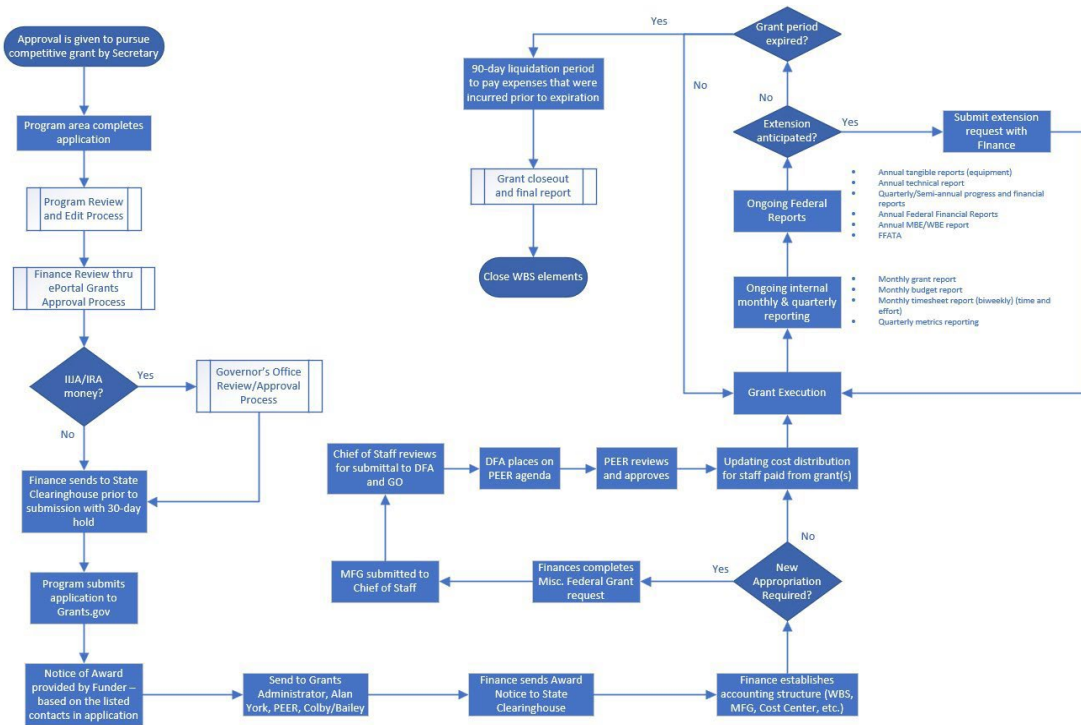 Approval is given to pursue
competitive grant by Secretary
Program area completes
application
Program Review
and Edit Process
Finance Review thru
ePortal Grants
Approval Process
IIJA/IRA
money?
Yes
No
Governor's Office
Review/Approval
Process
Finance sends to State
Clearinghouse prior to
submission with 30-day
hold
Program submits
application to
Grants.gov
Notice of Award
provided by Funder –
based on the listed
contacts in application
Send to Grants
Administrator, Alan
York, PEER, Colby/Bailey
Finance sends Award
Notice to State
Clearinghouse
Finance establishes
accounting structure (WBS,
MFG, Cost Center, etc.)
New
Appropriation
Required?
Yes
No
Finances completes
Misc. Federal Grant
request
MFG submitted to
Chief of Staff
Chief of Staff reviews
for submittal to DFA
and GO
DFA places on
PEER agenda
PEER reviews
and approves
Updating cost distribution
for staff paid from grant(s)
Grant Execution
Ongoing internal
monthly & quarterly
reporting
• Monthly grant report
• Monthly budget report
• Monthly timesheet report (biweekly) (time and
effort)
• Quarterly metrics reporting
Ongoing Federal
Reports
• Annual tangible reports (equipment)
• Annual technical report
• Quarterly/Semi-annual progress and financial
reports
• Annual Federal Financial Reports
• Annual MBE/WBE report
• FFATA
Extension
anticipated?
Yes
No
Submit extension
request with
FInance
Grant period
expired?
Yes
No
90-day liquidation period
to pay expenses that were
incurred prior to expiration
Grant closeout
and final report
Close WBS elements